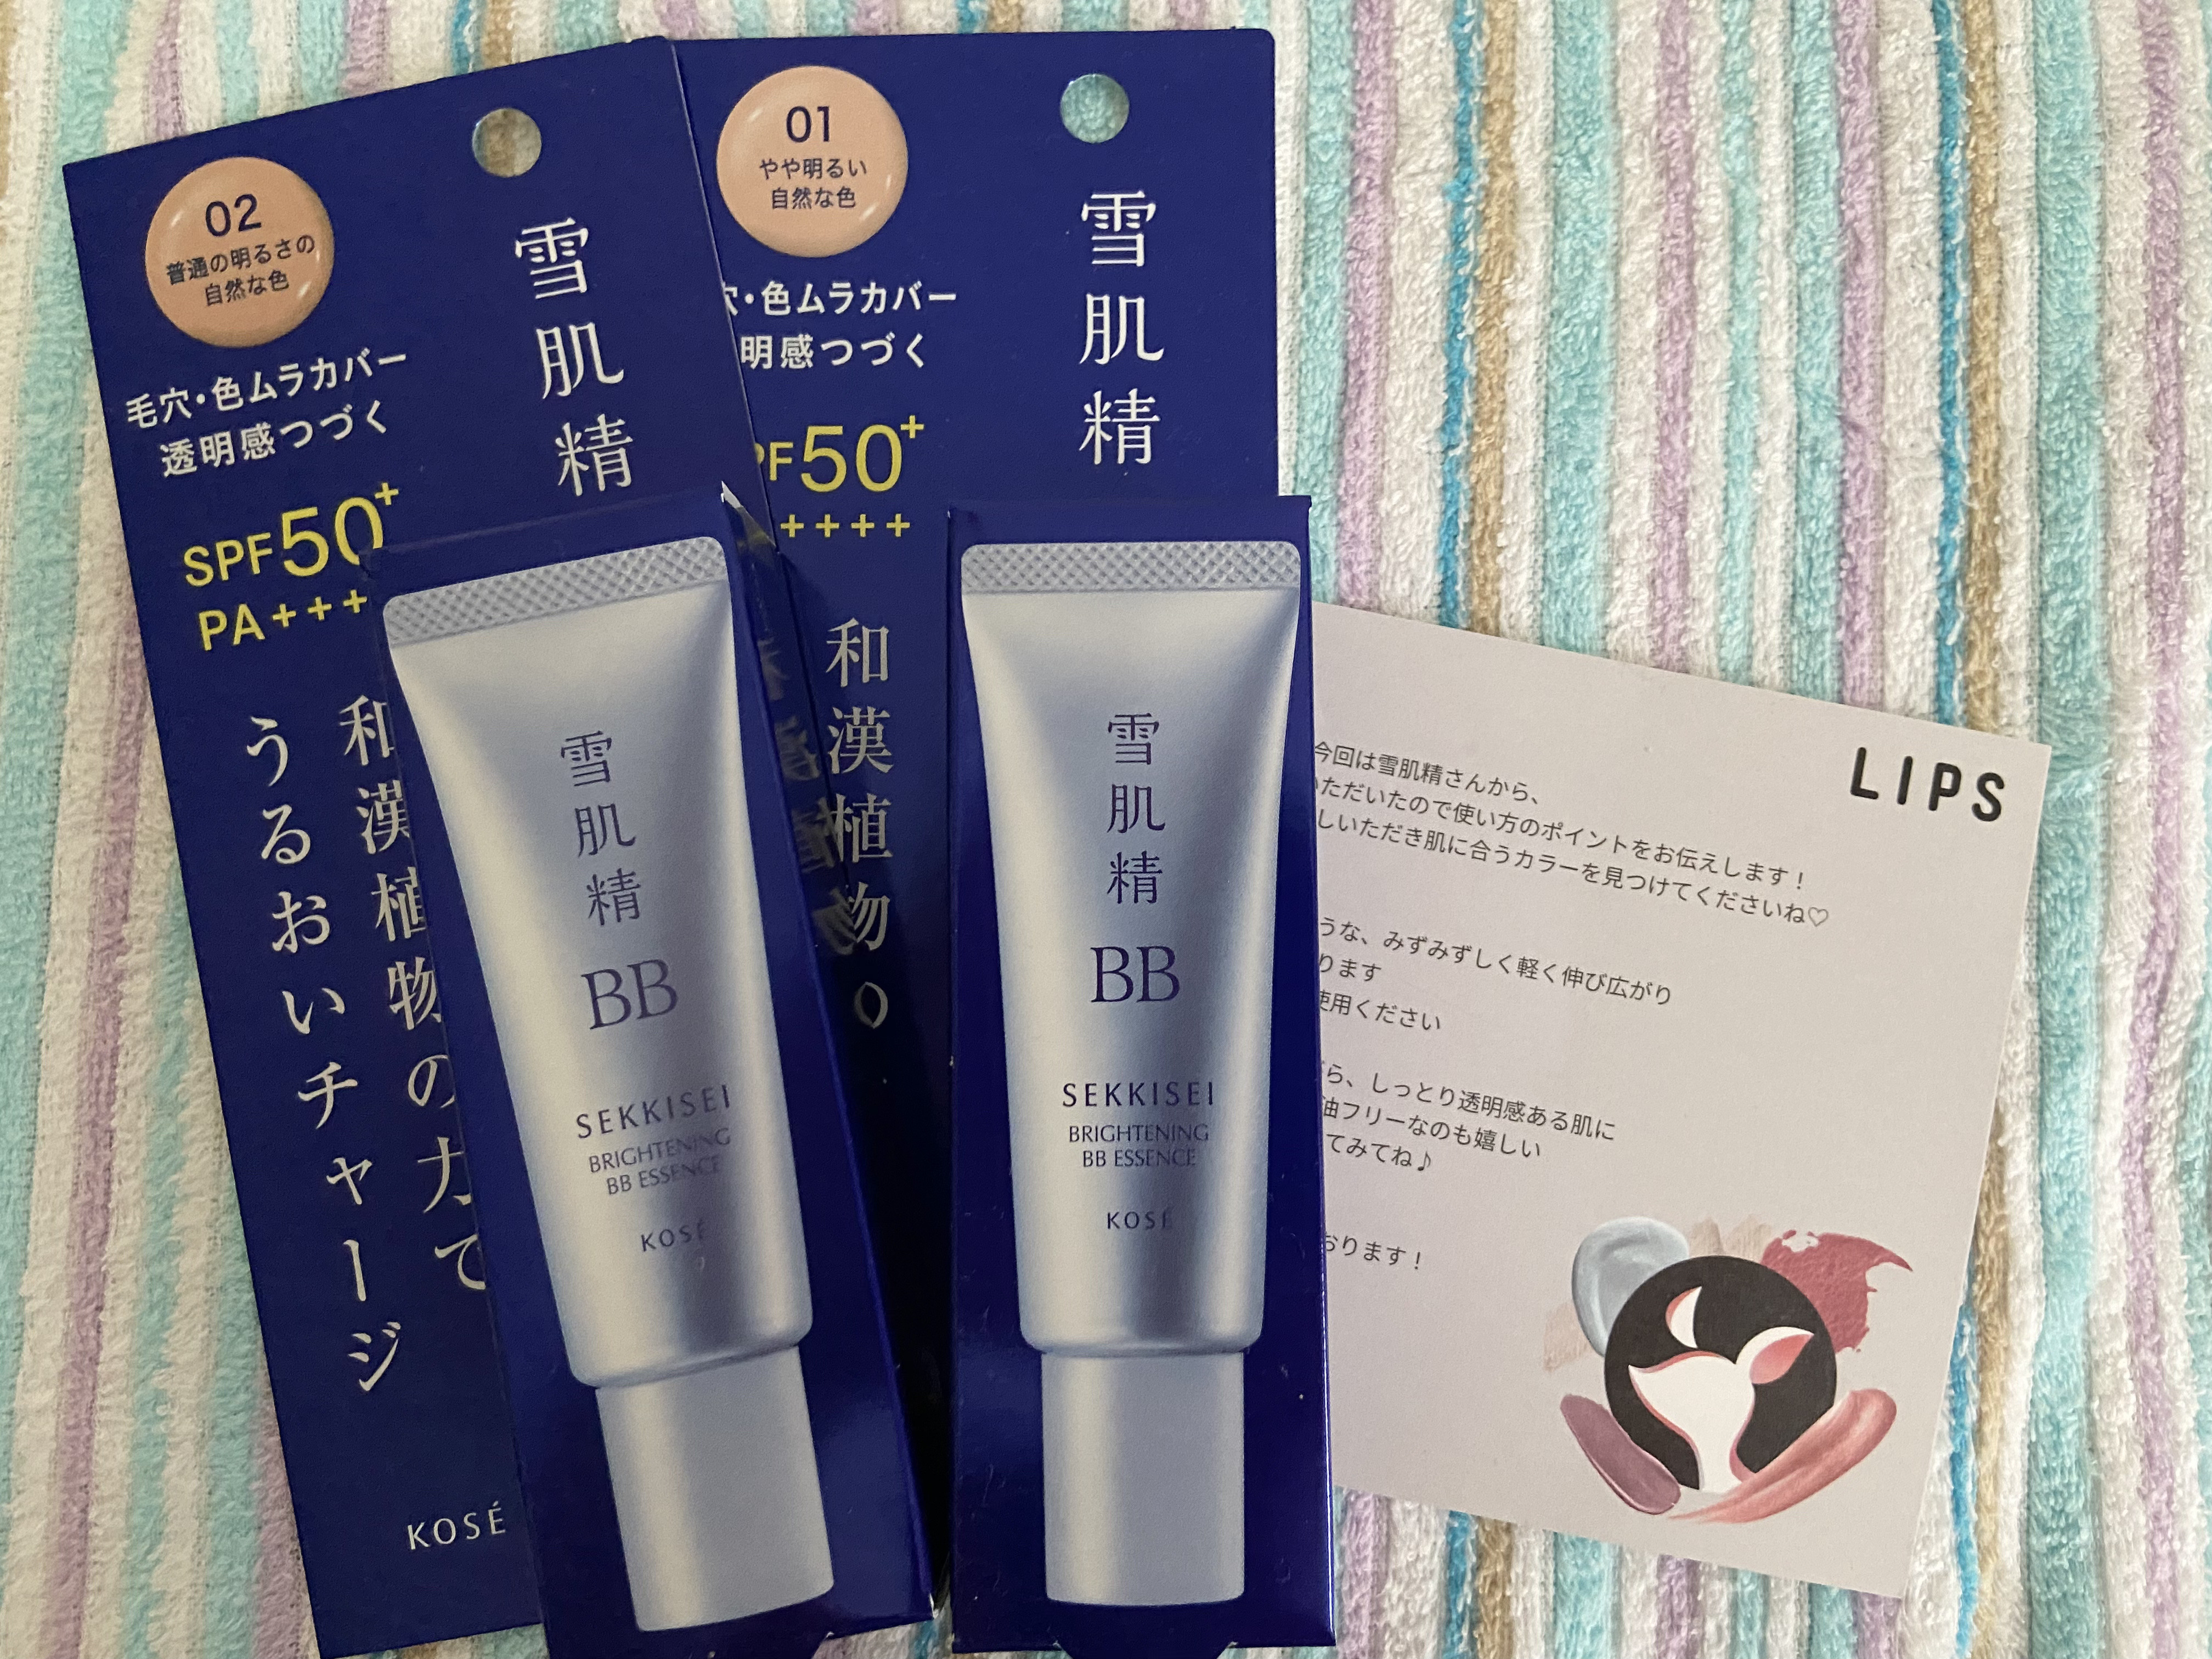 02
普通の明るさの
自然な色
毛穴・色ムラカバー
透明感つづく
SPF50+
PA+++
雪肌精
和漢植物の力で
うるおいチャージ
KOSÉ
雪
肌
精
BB
SEKKISEI
BRIGHTENING
BB ESSENCE
KOSÉ
01
やや明るい
自然な色
穴・色ムラカバー
明感つづく
PF50+
++++
雪肌精
和漢植物の
雪
肌
精
BB
SEKKISEI
BRIGHTENING
BB ESSENCE
KOSÉ
LIPS
今回は雪肌精さんから、
いただいたので使い方のポイントをお伝えします!
しいただき肌に合うカラーを見つけてくださいね♡
うな、みずみずしく軽く伸び広がり
ります
使用ください
ら、しっとり透明感ある肌に
油フリーなのも嬉しい
てみてね♪
おります!